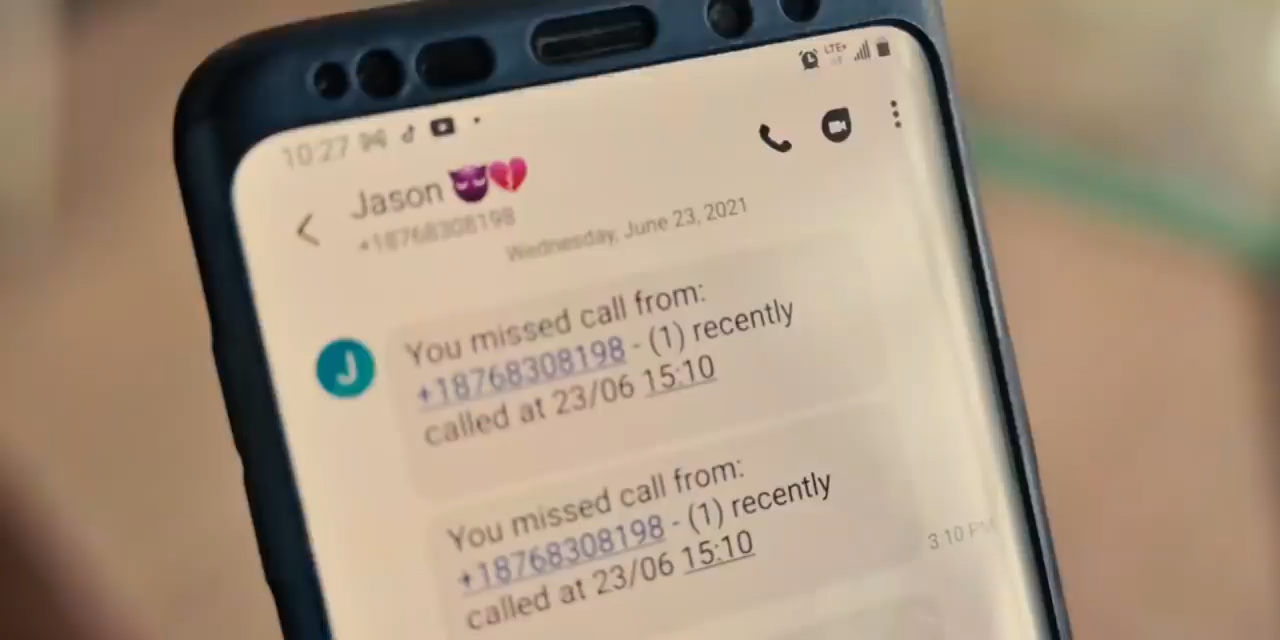 LTE+
10:27
Jason 😈💔
+18768308198
Wednesday, June 23, 2021
J
You missed call from:
+18768308198 - (1) recently
called at 23/06 15:10
You missed call from:
+18768308198 - (1) recently
called at 23/06 15:10
3:10 PM